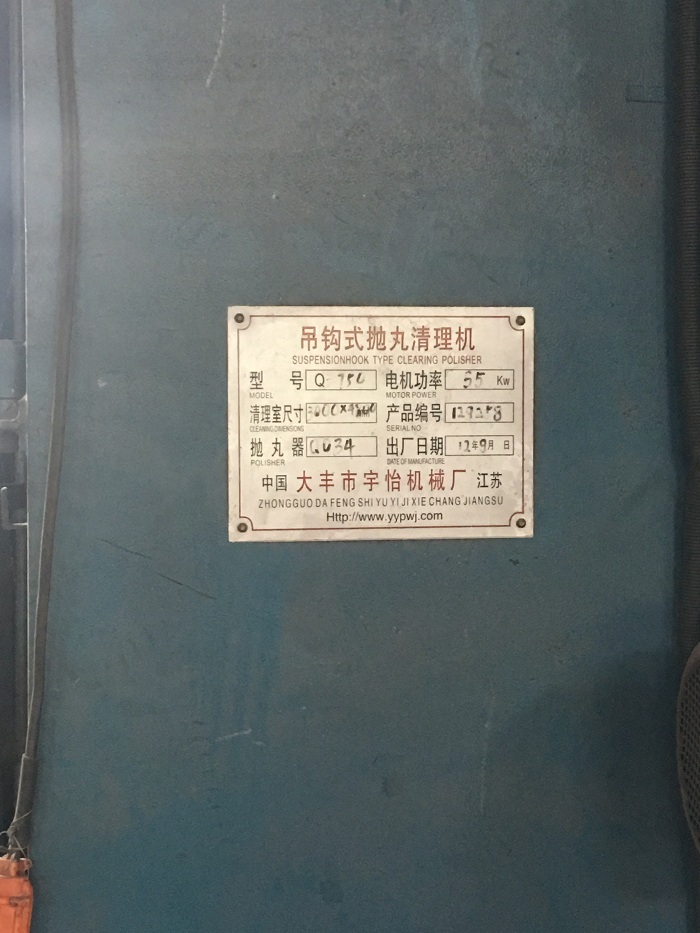 吊钩式抛丸清理机
SUSPENSIONHOOK TYPE CLEARING POLISHER
型 号 Q 750 电机功率 55 Kw
MODEL MOTOR POWER
清理室尺寸 产品编号
CLEANING DIMENSIONS SERIAL NO
抛丸器 Q034 出厂日期 12年9月 日
POLISHER DATE OF MANUFACTURE
中国 大丰市宇怡机械厂 江苏
ZHONGGUO DA FENG SHI YU YI JI XIE CHANG JIANGSU
Http://www.yypwj.com